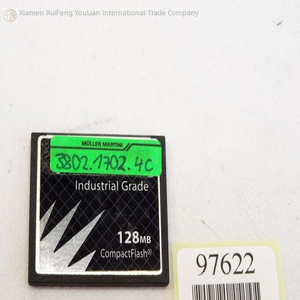 Xiamen RuiFeng YouLian International Trade Company
MÜLLER MARTINI
3802.1702.4C
Industrial Grade
128MB
CompactFlash®
97622